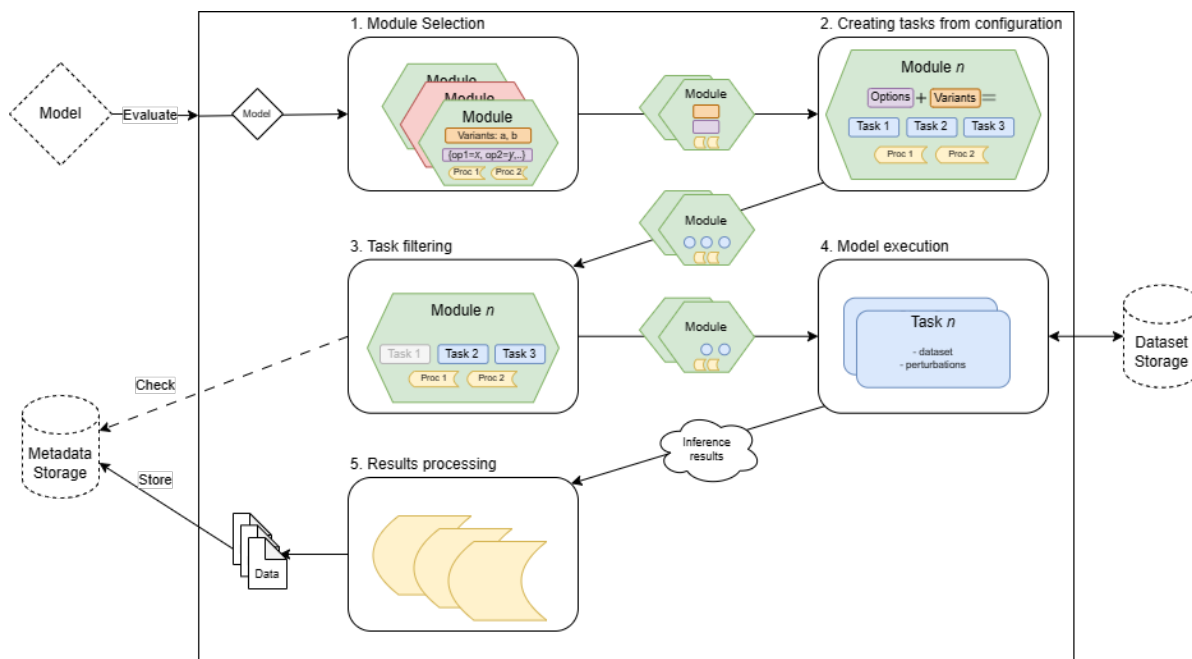 1. Module Selection
2. Creating tasks from configuration
Model
Evaluate
Model
Module
Module
Module
Variants: a, b
{op1=x, op2=y,..}
Proc 1
Proc 2
Module
Module n
Options + Variants =
Task 1
Task 2
Task 3
Proc 1
Proc 2
Module
3. Task filtering
4. Model execution
Module n
Task 1
Task 2
Task 3
Proc 1
Proc 2
Module
Task n
- dataset
- perturbations
Dataset
Storage
Check
Metadata
Storage
Store
Inference
results
5. Results processing
Data